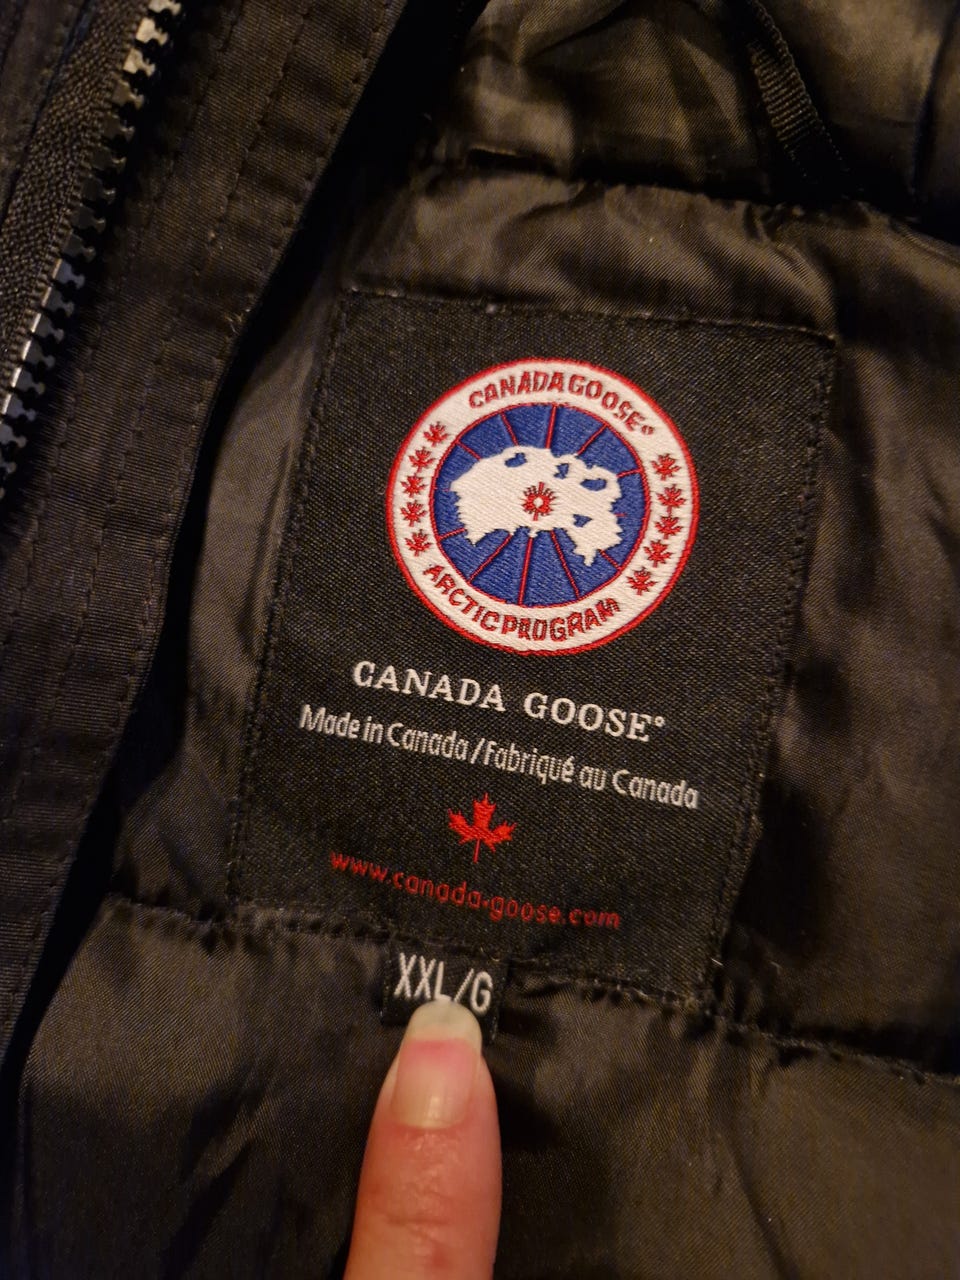 CANADA GOOSE®
ARCTIC PROGRAM
CANADA GOOSE®
Made in Canada/Fabriqué au Canada
www.canada-goose.com
XXL/G